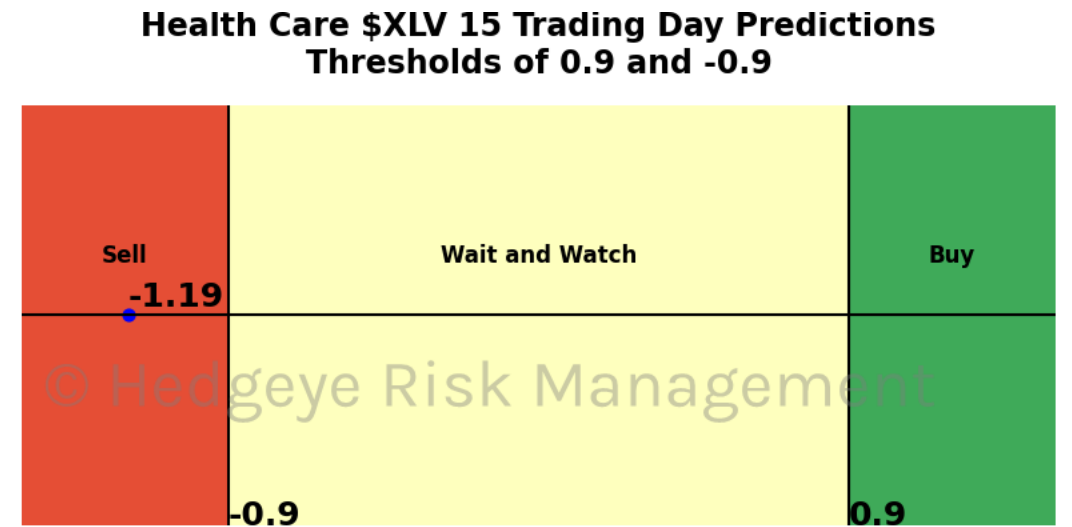 Health Care $XLV 15 Trading Day Predictions
Thresholds of 0.9 and -0.9
Sell
Wait and Watch
Buy
-1.19
© Hedgeye Risk Management
-0.9
0.9